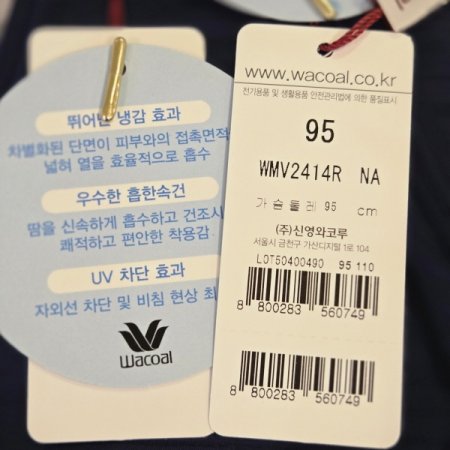 뛰어난 냉감 효과
차별화된 단면이 피부와의 접촉면적
넓혀 열을 효율적으로 흡수
우수한 흡한속건
땀을 신속하게 흡수하고 건조시
쾌적하고 편안한 착용감
UV 차단 효과
자외선 차단 및 비침 현상 최
Wacoal
www.wacoal.co.kr
전기용품 및 생활용품 안전관리법에 의한 품질표시
95
WMV2414R NA
가슴둘레 95 cm
(주)신영와코루
서울시 금천구 가산디지털 1로 104
LOT50400490 95 110
8 800283 560749
8 800283 560749